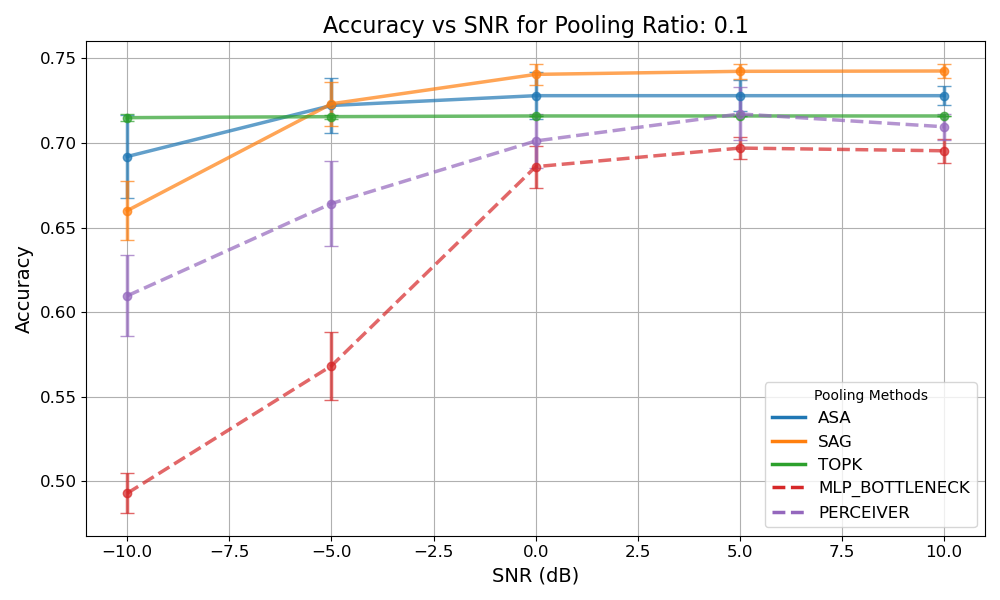 Accuracy vs SNR for Pooling Ratio: 0.1
0.75
0.70
0.65
0.60
0.55
0.50
Accuracy
Pooling Methods
ASA
SAG
TOPK
MLP_BOTTLENECK
PERCEIVER
−10.0 −7.5 −5.0 −2.5 0.0 2.5 5.0 7.5 10.0
SNR (dB)